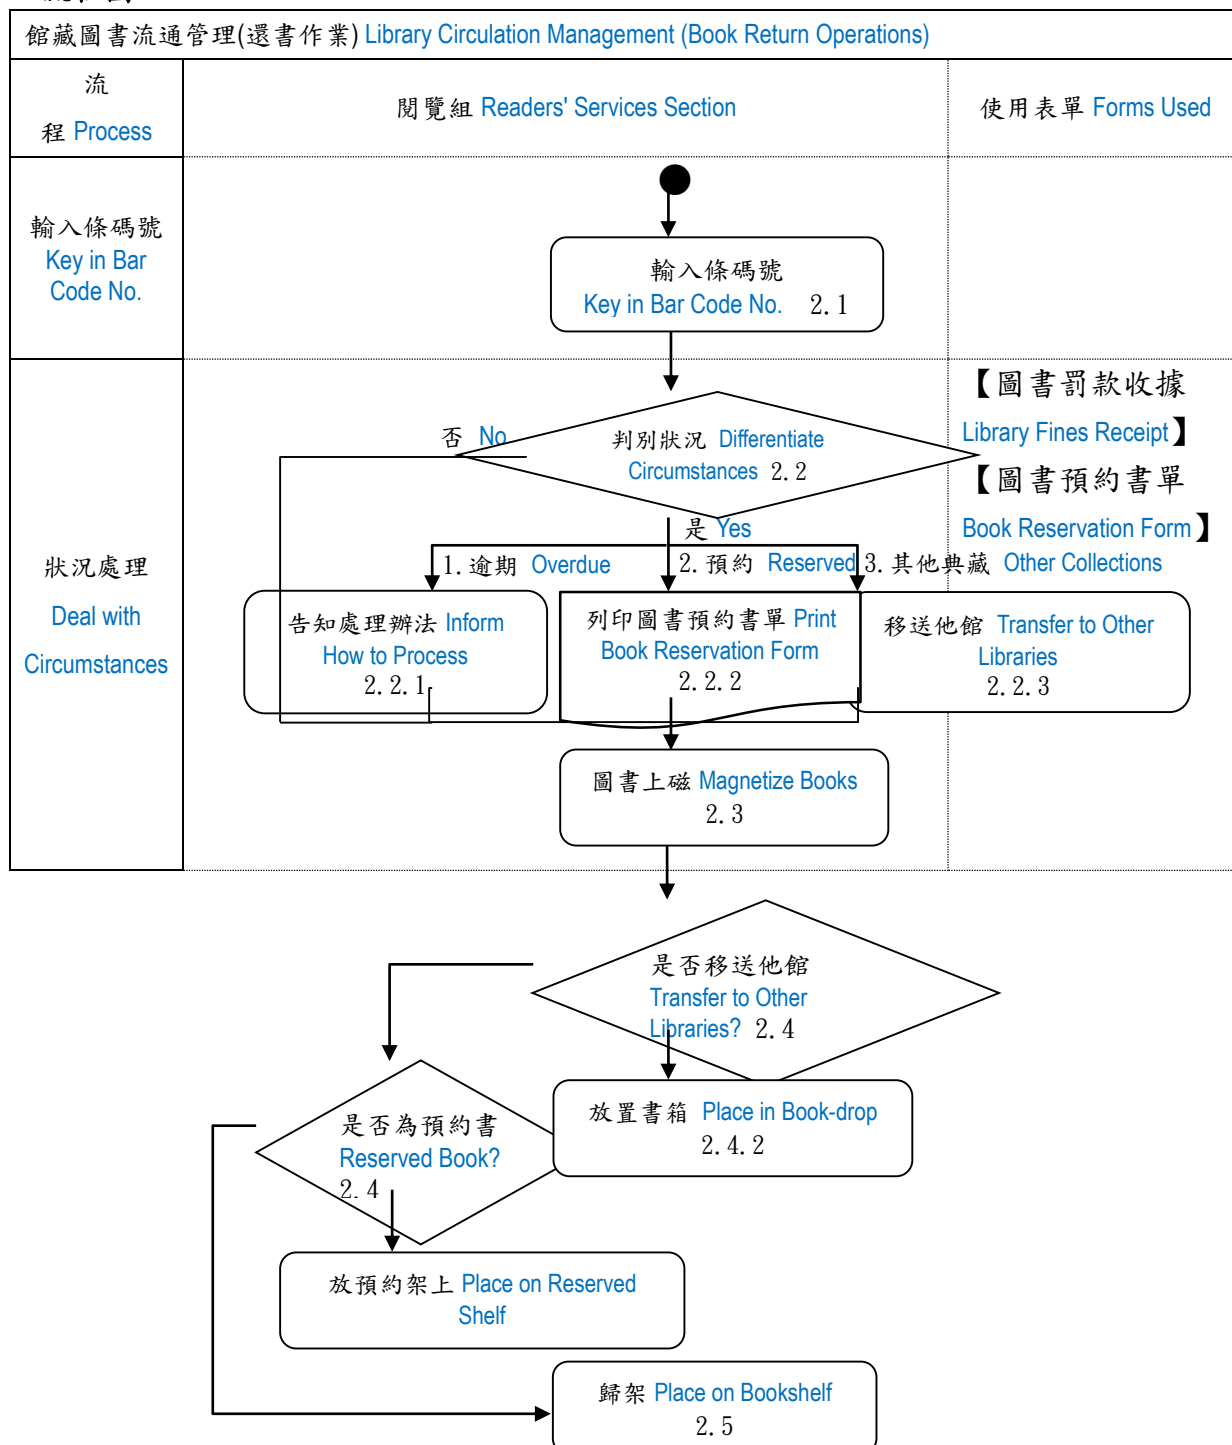 館藏圖書流通管理(還書作業) Library Circulation Management (Book Return Operations)
流
程 Process
閱覽組 Readers' Services Section
使用表單 Forms Used
輸入條碼號
Key in Bar
Code No.
輸入條碼號
Key in Bar Code No. 2.1
狀況處理
Deal with
Circumstances
否 No
判別狀況 Differentiate
Circumstances 2.2
【圖書罰款收據
Library Fines Receipt】
【圖書預約書單
Book Reservation Form】
是 Yes
1.逾期 Overdue
2.預約 Reserved
3.其他典藏 Other Collections
告知處理辦法 Inform
How to Process
2.2.1
列印圖書預約書單 Print
Book Reservation Form
2.2.2
移送他館 Transfer to Other
Libraries
2.2.3
圖書上磁 Magnetize Books
2.3
是否移送他館
Transfer to Other
Libraries? 2.4
放置書箱 Place in Book-drop
2.4.2
是否為預約書
Reserved Book?
2.4
放預約架上 Place on Reserved
Shelf
歸架 Place on Bookshelf
2.5